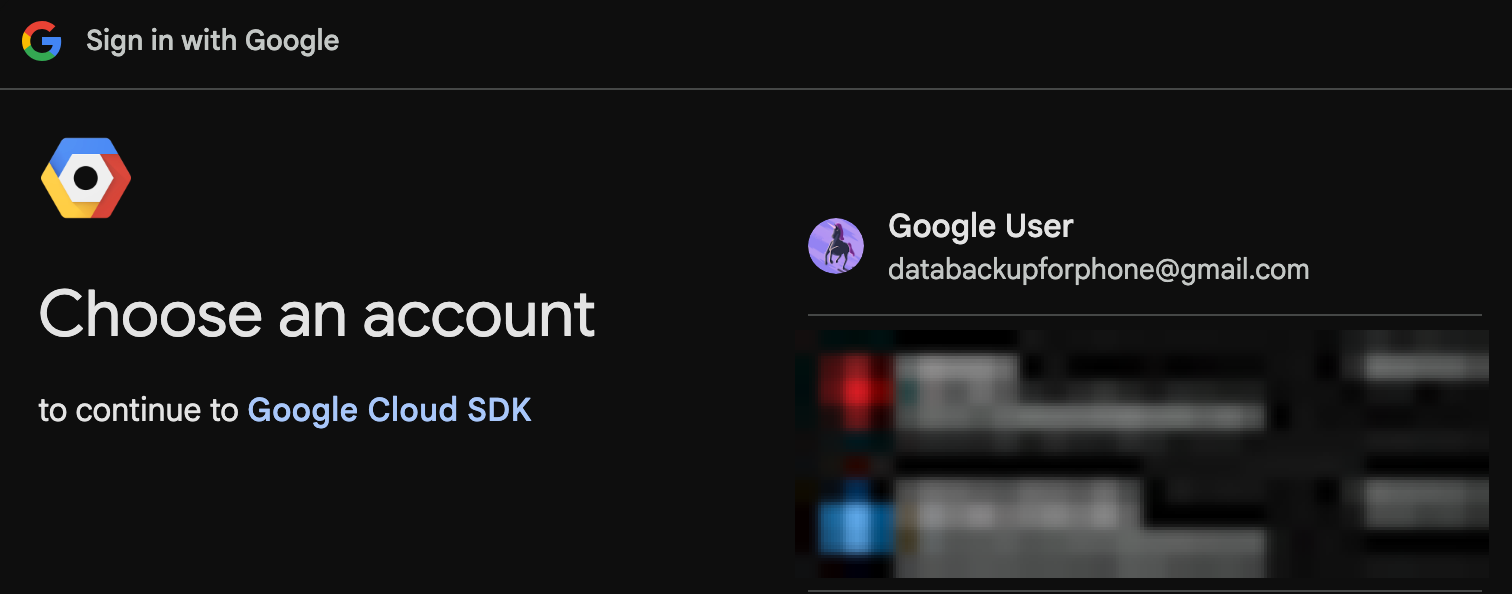 Sign in with Google
Choose an account
to continue to Google Cloud SDK
Google User
databackupforphone@gmail.com